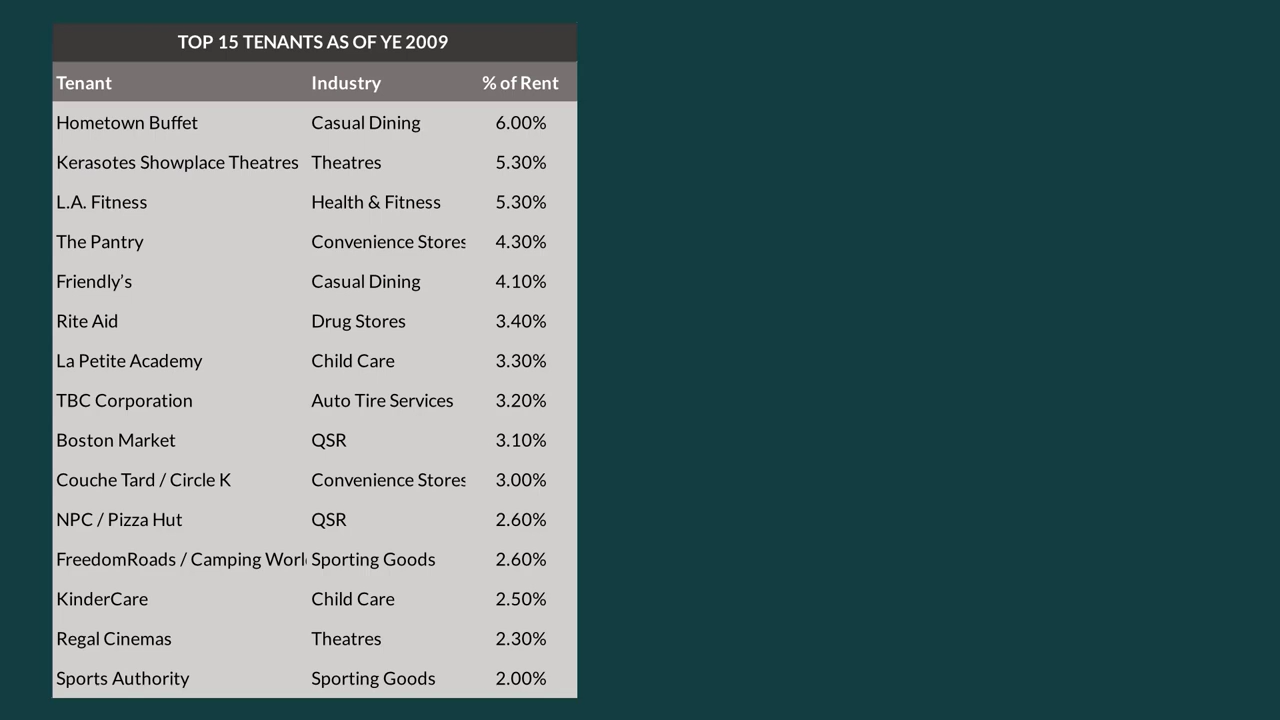 TOP 15 TENANTS AS OF YE 2009
Tenant Industry % of Rent
Hometown Buffet Casual Dining 6.00%
Kerasotes Showplace Theatres Theatres 5.30%
L.A. Fitness Health & Fitness 5.30%
The Pantry Convenience Stores 4.30%
Friendly’s Casual Dining 4.10%
Rite Aid Drug Stores 3.40%
La Petite Academy Child Care 3.30%
TBC Corporation Auto Tire Services 3.20%
Boston Market QSR 3.10%
Couche Tard / Circle K Convenience Stores 3.00%
NPC / Pizza Hut QSR 2.60%
FreedomRoads / Camping Worl Sporting Goods 2.60%
KinderCare Child Care 2.50%
Regal Cinemas Theatres 2.30%
Sports Authority Sporting Goods 2.00%